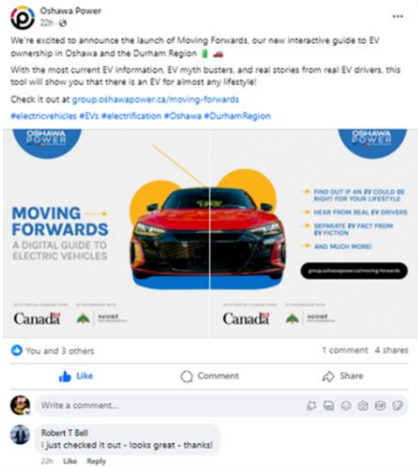 Oshawa Power
22h ·
We're excited to announce the launch of Moving Forwards, our new interactive guide to EV
ownership in Oshawa and the Durham Region
With the most current EV information, EV myth busters, and real stories from real EV drivers, this
tool will show you that there is an EV for almost any lifestyle!
Check it out at group.oshawapower.ca/moving-forwards
#electricvehicles #EVs #electrification #Oshawa #DurhamRegion
OSHAWA
POWER
MOVING
FORWARDS
A DIGITAL GUIDE TO
ELECTRIC VEHICLES
Canada
OSHAWA
POWER
FIND OUT IF AN EV COULD BE
RIGHT FOR YOUR LIFESTYLE
HEAR FROM REAL EV DRIVERS
SEPARATE EV FACT FROM
EV FICTION
AND MUCH MORE!
group.oshawapower.ca/moving-forwards
Canada
You and 3 others
1 comment 4 shares
Like
Comment
Share
Write a comment...
Robert T Bell
I just checked it out - looks great - thanks!
22h Like Reply